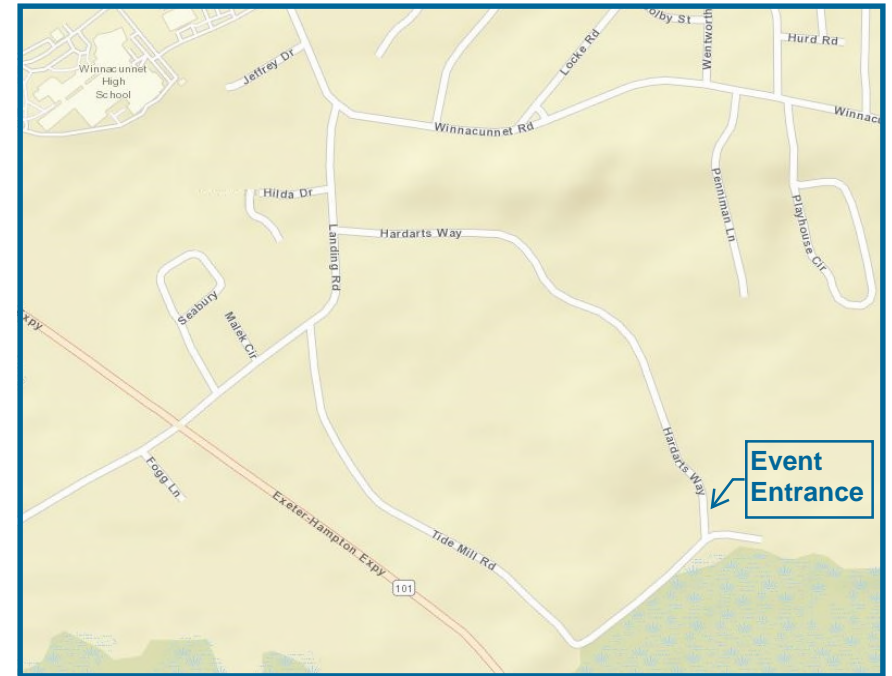 olby St
Wentworth
Hurd Rd
Locke Rd
Jeffrey Dr
Winnacunnet
High
School
Winnacunnet Rd
Winnacu
Penniman Ln
Playhouse Cir
Hilda Dr
Landing Rd
Hardarts Way
Seabury
Malek Cir
Expy
Hardarts Way
Event
Entrance
Fogg Ln
Exeter-Hampton Expy
Tide Mill Rd
101